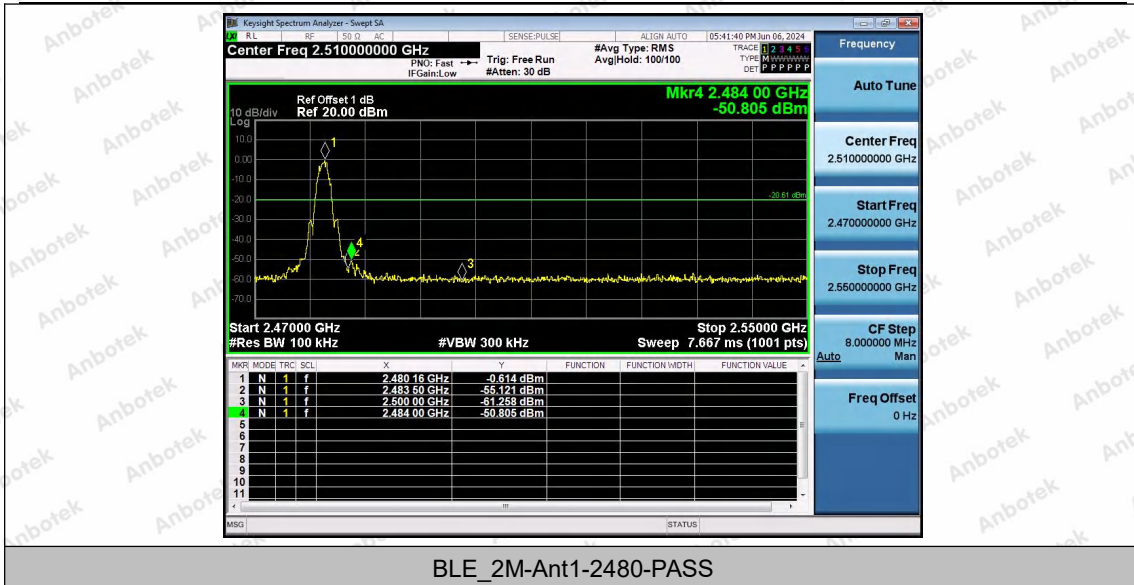 Keysight Spectrum Analyzer - Swept SA
RL RF 50 Ω AC SENSE:PULSE ALIGN AUTO 05:41:40 PM Jun 06, 2024
Center Freq 2.510000000 GHz
PNO: Fast
IFGain:Low
Trig: Free Run
#Atten: 30 dB
#Avg Type: RMS
Avg|Hold: 100/100
TRACE 1 2 3 4 5 6
TYPE M WWWWW
DET P P P P P P
Mkr4 2.484 00 GHz
-50.805 dBm
Ref Offset 1 dB
10 dB/div Ref 20.00 dBm
Log
10.0
0.00
-10.0
-20.0
-30.0
-40.0
-50.0
-60.0
-70.0
1
4
2
3
-20.61 dBm
Start 2.47000 GHz Stop 2.55000 GHz
#Res BW 100 kHz #VBW 300 kHz Sweep 7.667 ms (1001 pts)
MKR MODE TRC SCL X Y FUNCTION FUNCTION WIDTH FUNCTION VALUE
1 N 1 f 2.480 16 GHz -0.614 dBm
2 N 1 f 2.483 50 GHz -55.121 dBm
3 N 1 f 2.500 00 GHz -61.258 dBm
4 N 1 f 2.484 00 GHz -50.805 dBm
5
6
7
8
9
10
11
MSG STATUS
Frequency
Auto Tune
Center Freq
2.510000000 GHz
Start Freq
2.470000000 GHz
Stop Freq
2.550000000 GHz
CF Step
8.000000 MHz
Auto Man
Freq Offset
0 Hz
BLE_2M-Ant1-2480-PASS